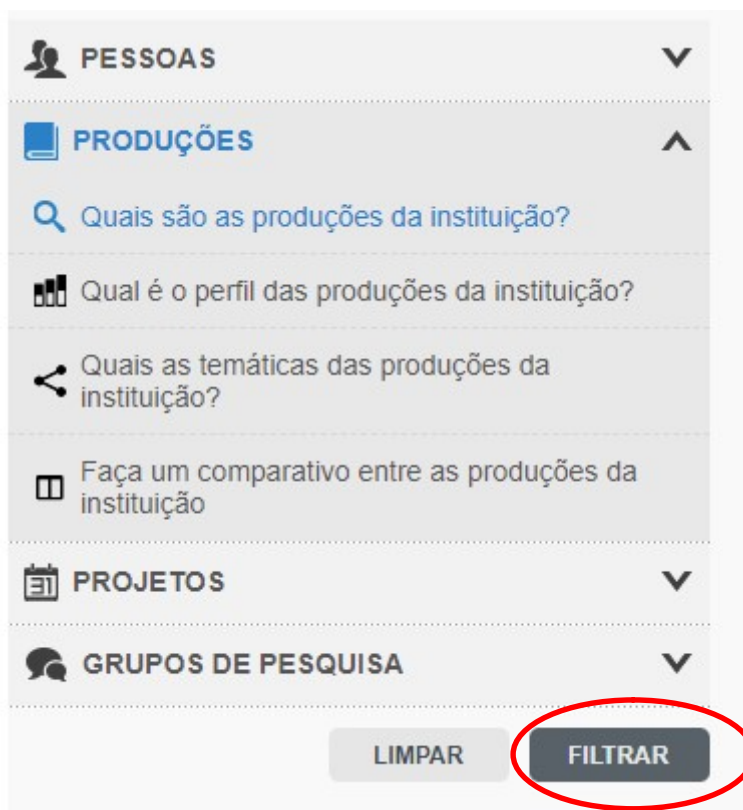 PESSOAS
PRODUÇÕES
Quais são as produções da instituição?
Qual é o perfil das produções da instituição?
Quais as temáticas das produções da
instituição?
Faça um comparativo entre as produções da
instituição
31 PROJETOS
GRUPOS DE PESQUISA
LIMPAR FILTRAR